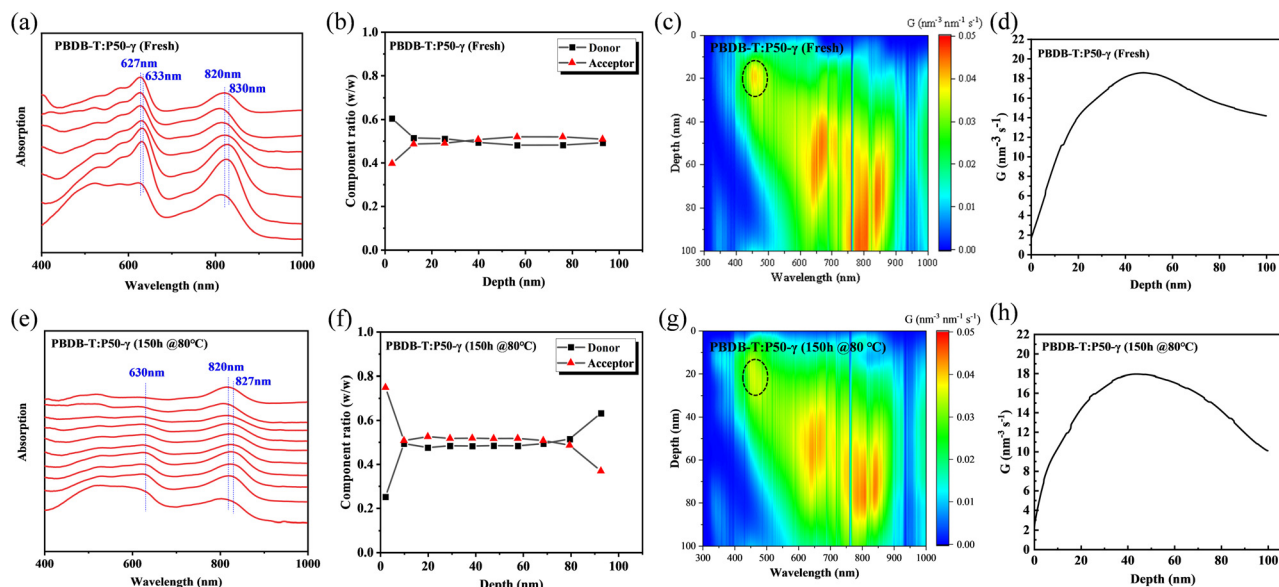 (a)
PBDB-T:P50-γ (Fresh)
627nm
633nm
820nm
830nm
Absorption
400
600
800
1000
Wavelength (nm)
(b)
PBDB-T:P50-γ (Fresh)
Donor
Acceptor
Component ratio (w/w)
1.0
0.8
0.6
0.4
0.2
0.0
0
20
40
60
80
100
Depth (nm)
(c)
G (nm⁻³ nm⁻¹ s⁻¹)
PBDB-T:P50-γ (Fresh)
Depth (nm)
0
20
40
60
80
100
300
400
500
600
700
800
900
1000
Wavelength (nm)
0.05
0.04
0.03
0.02
0.01
0.00
(d)
PBDB-T:P50-γ (Fresh)
G (nm⁻³ s⁻¹)
22
20
18
16
14
12
10
8
6
4
2
0
0
20
40
60
80
100
Depth (nm)
(e)
PBDB-T:P50-γ (150h @80℃)
630nm
820nm
827nm
Absorption
400
600
800
1000
Wavelength (nm)
(f)
PBDB-T:P50-γ (150h @80℃)
Donor
Acceptor
Component ratio (w/w)
1.0
0.8
0.6
0.4
0.2
0.0
0
20
40
60
80
100
Depth (nm)
(g)
G (nm⁻³ nm⁻¹ s⁻¹)
PBDB-T:P50-γ (150h @80 ℃)
Depth (nm)
0
20
40
60
80
100
300
400
500
600
700
800
900
1000
Wavelength (nm)
0.05
0.04
0.03
0.02
0.01
0.00
(h)
PBDB-T:P50-γ (150h @80℃)
G (nm⁻³ s⁻¹)
22
20
18
16
14
12
10
8
6
4
2
0
0
20
40
60
80
100
Depth (nm)